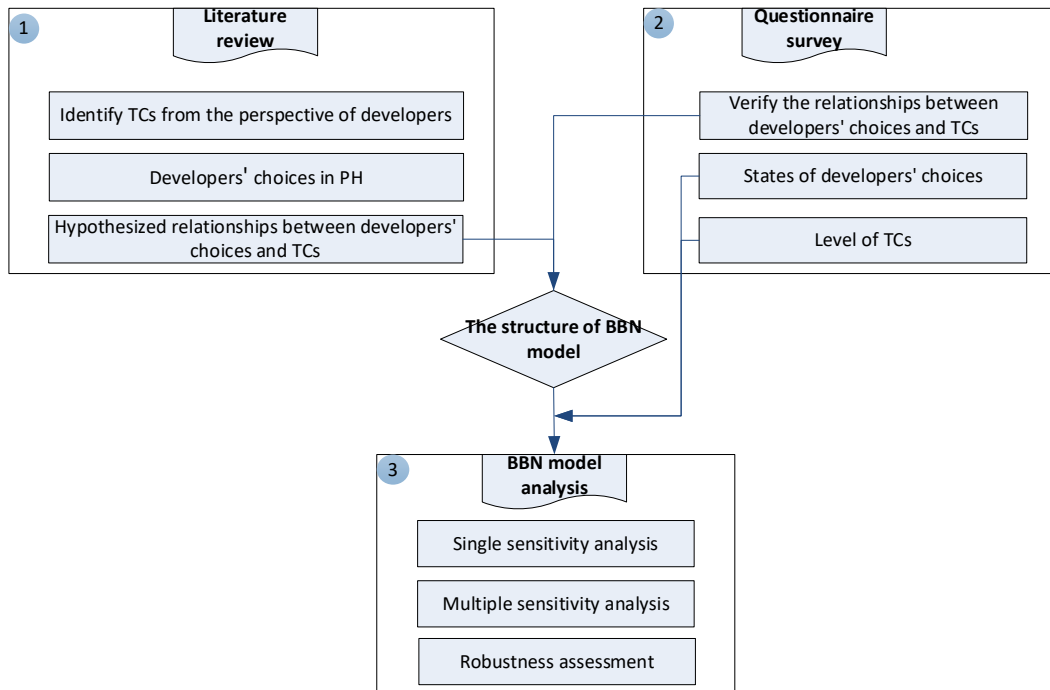 1
Literature
review
Identify TCs from the perspective of developers
Developers' choices in PH
Hypothesized relationships between developers'
choices and TCs
2
Questionnaire
survey
Verify the relationships between
developers' choices and TCs
States of developers' choices
Level of TCs
The structure of BBN
model
3
BBN model
analysis
Single sensitivity analysis
Multiple sensitivity analysis
Robustness assessment